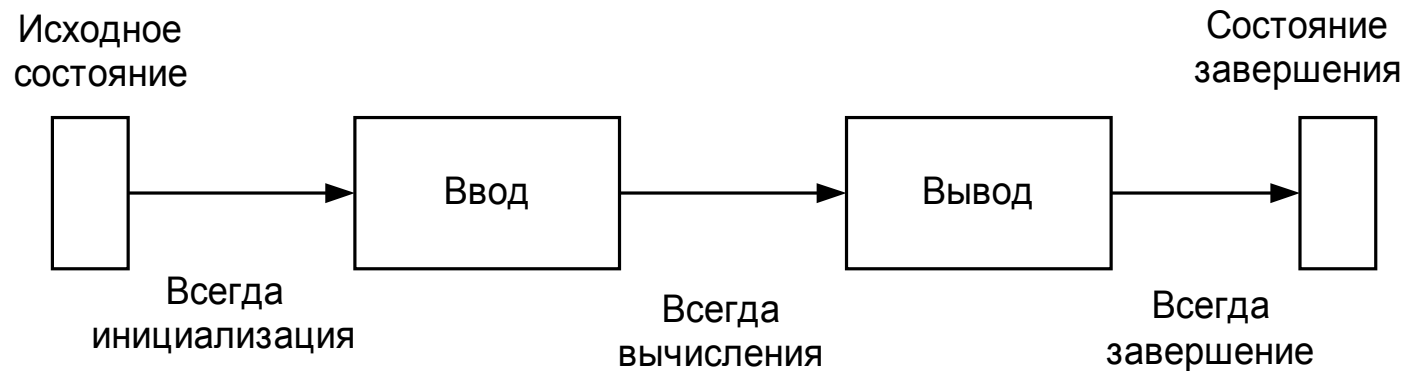 Исходное
состояние
Состояние
завершения
Ввод
Вывод
Всегда
инициализация
Всегда
вычисления
Всегда
завершение